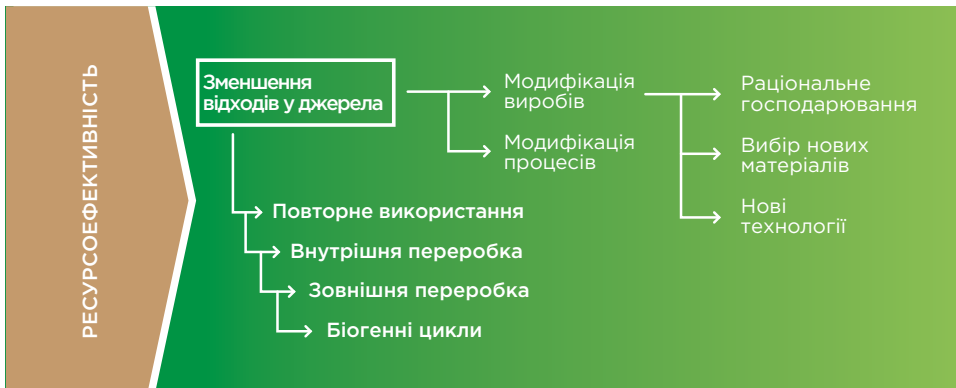 РЕСУРСОЕФЕКТИВНІСТЬ
Зменшення
відходів у джерела
Модифікація
виробів
Модифікація
процесів
Раціональне
господарювання
Вибір нових
матеріалів
Нові
технології
Повторне використання
Внутрішня переробка
Зовнішня переробка
Біогенні цикли